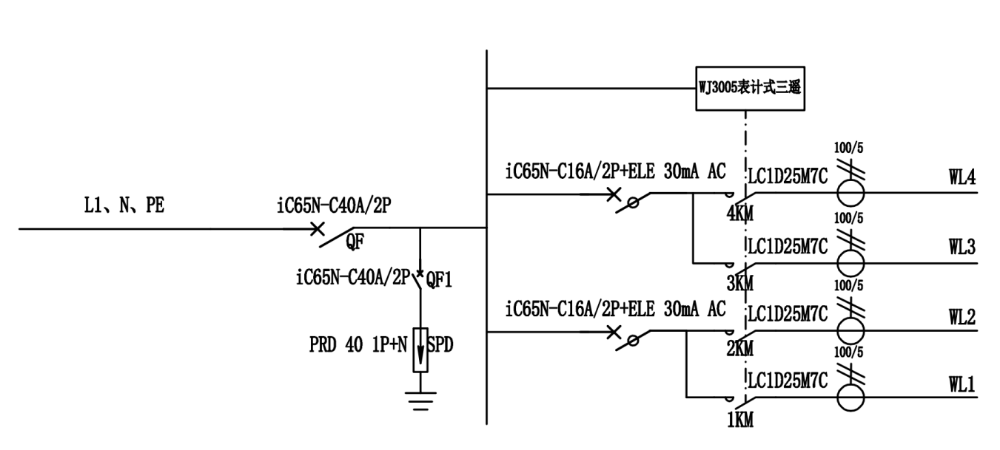 WJ3005表计式三遥
100/5
iC65N-C16A/2P+ELE 30mA AC
LC1D25M7C
WL4
4KM
L1、N、PE
iC65N-C40A/2P
QF
100/5
LC1D25M7C
WL3
3KM
iC65N-C40A/2P
QF1
100/5
iC65N-C16A/2P+ELE 30mA AC
LC1D25M7C
WL2
2KM
PRD 40 1P+N
SPD
100/5
LC1D25M7C
WL1
1KM